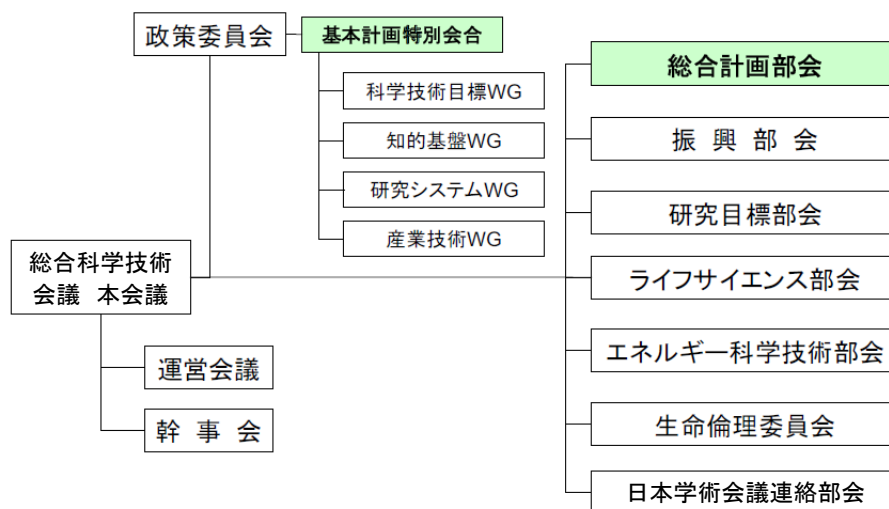 政策委員会
基本計画特別会合
科学技術目標WG
知的基盤WG
研究システムWG
産業技術WG
総合科学技術
会議 本会議
運営会議
幹 事 会
総合計画部会
振 興 部 会
研究目標部会
ライフサイエンス部会
エネルギー科学技術部会
生命倫理委員会
日本学術会議連絡部会